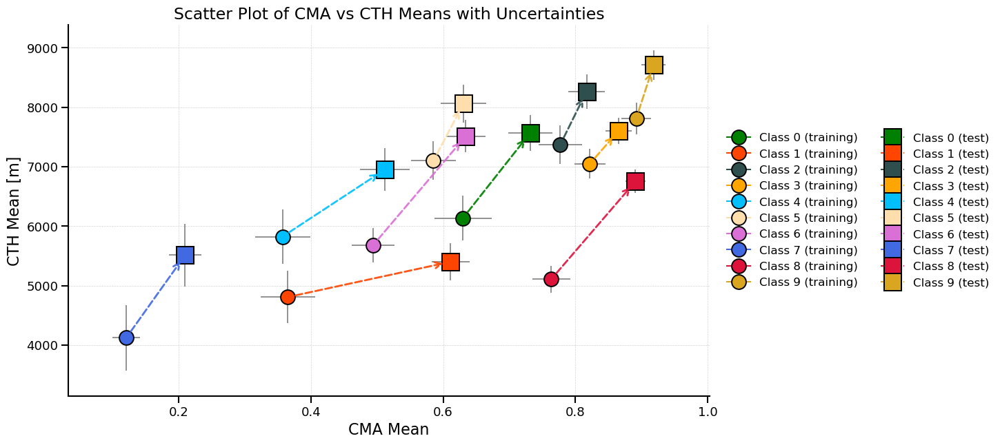 Scatter Plot of CMA vs CTH Means with Uncertainties
CTH Mean [m]
9000
8000
7000
6000
5000
4000
0.2
0.4
0.6
0.8
1.0
CMA Mean
Class 0 (training)
Class 1 (training)
Class 2 (training)
Class 3 (training)
Class 4 (training)
Class 5 (training)
Class 6 (training)
Class 7 (training)
Class 8 (training)
Class 9 (training)
Class 0 (test)
Class 1 (test)
Class 2 (test)
Class 3 (test)
Class 4 (test)
Class 5 (test)
Class 6 (test)
Class 7 (test)
Class 8 (test)
Class 9 (test)